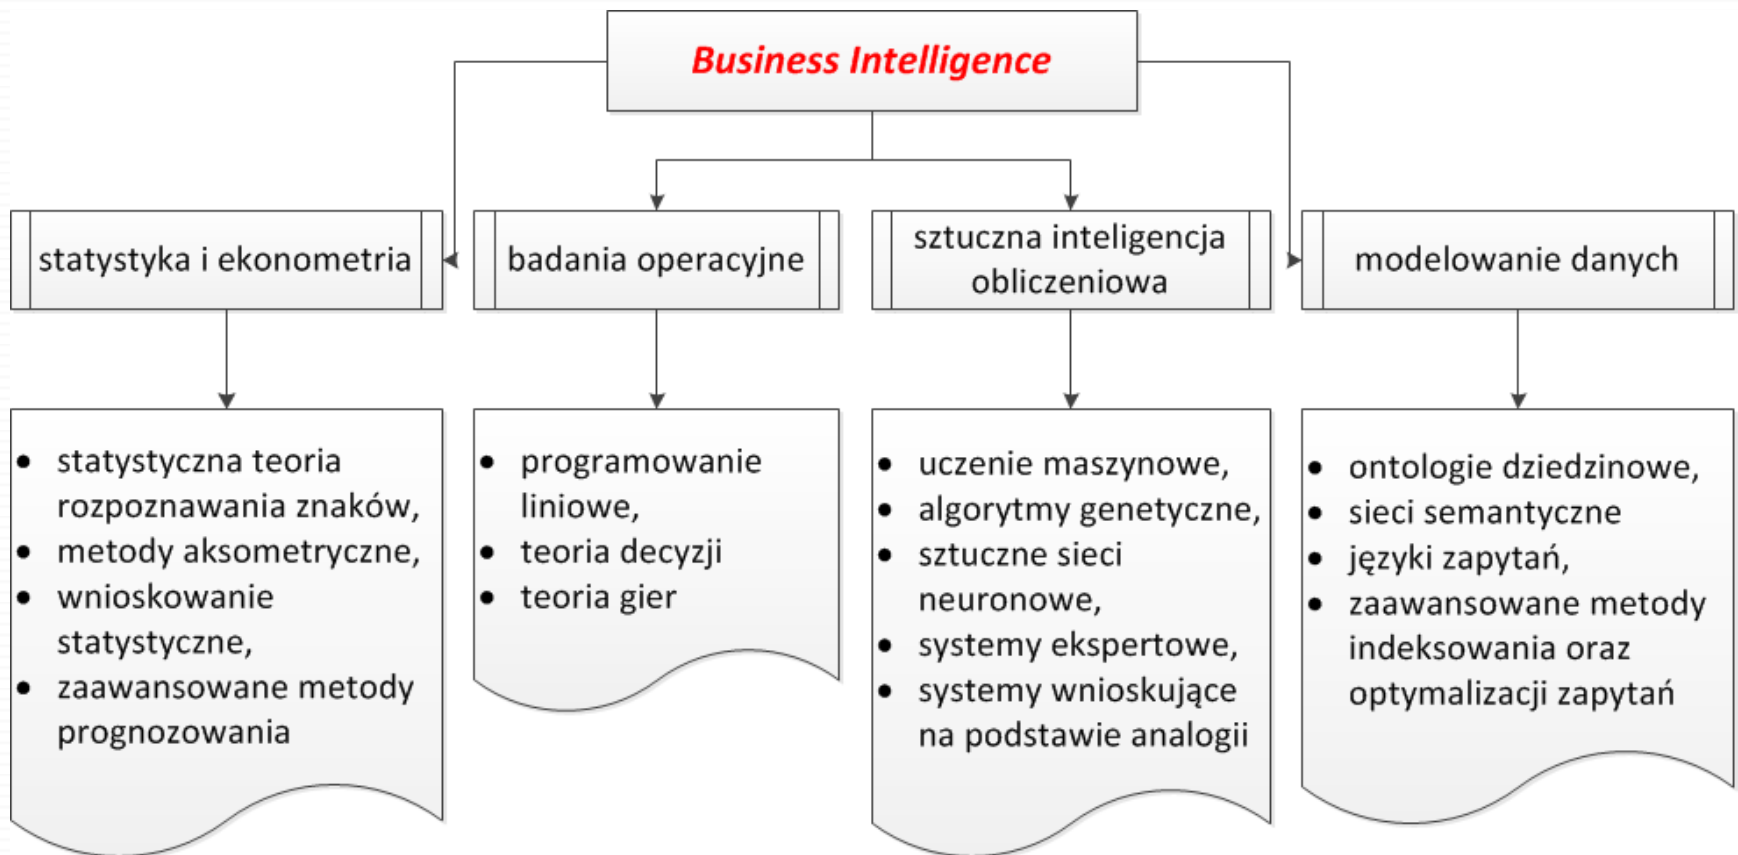 Business Intelligence
statystyka i ekonometria
badania operacyjne
sztuczna inteligencja
obliczeniowa
modelowanie danych
• statystyczna teoria
rozpoznawania znaków,
• metody aksometryczne,
• wnioskowanie
statystyczne,
• zaawansowane metody
prognozowania
• programowanie
liniowe,
• teoria decyzji
• teoria gier
• uczenie maszynowe,
• algorytmy genetyczne,
• sztuczne sieci
neuronowe,
• systemy ekspertowe,
• systemy wnioskujące
na podstawie analogii
• ontologie dziedzinowe,
• sieci semantyczne
• języki zapytań,
• zaawansowane metody
indeksowania oraz
optymalizacji zapytań